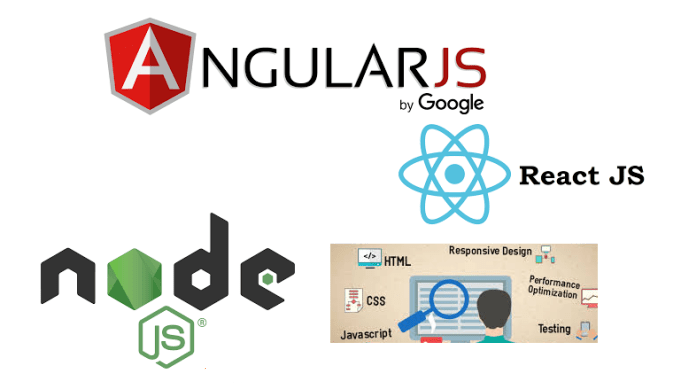 ANGULARJS
by Google
React JS
node
JS®
Responsive Design
HTML
</>
Performance
Optimization
CSS
Testing
Javascript